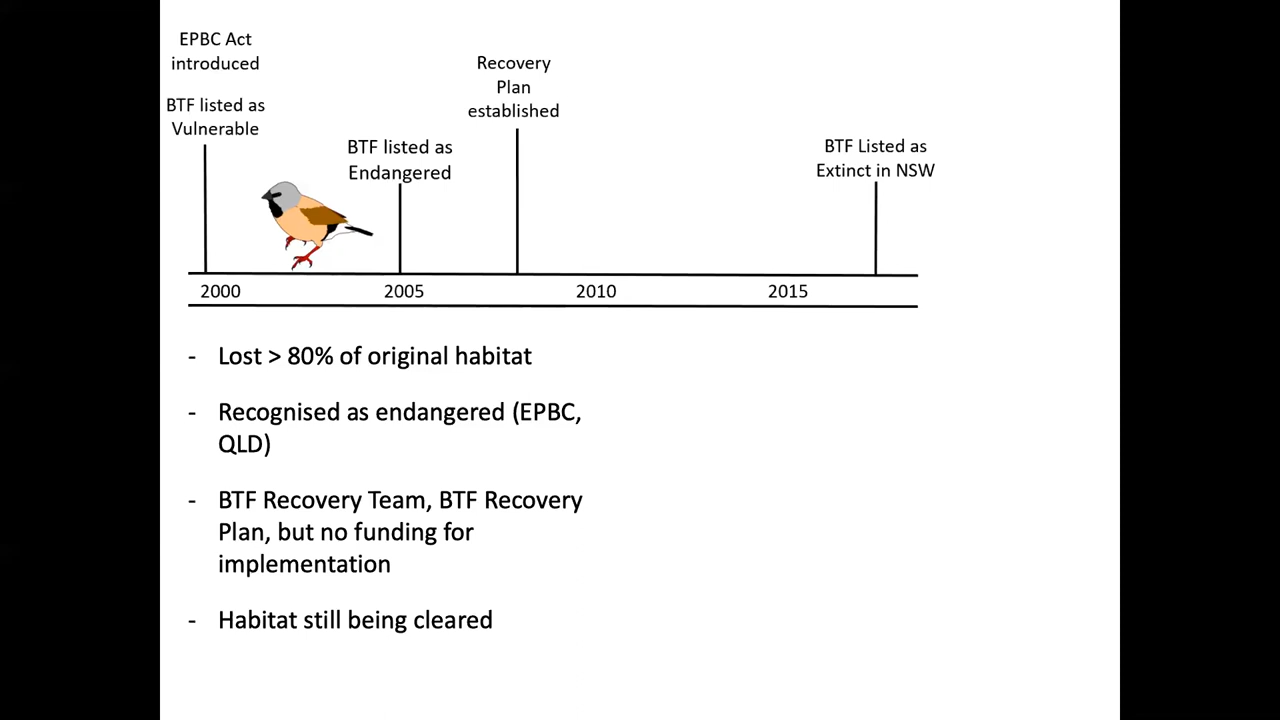 EPBC Act
introduced
BTF listed as
Vulnerable
BTF listed as
Endangered
Recovery
Plan
established
BTF Listed as
Extinct in NSW
2000 2005 2010 2015
- Lost > 80% of original habitat
- Recognised as endangered (EPBC,
QLD)
- BTF Recovery Team, BTF Recovery
Plan, but no funding for
implementation
- Habitat still being cleared